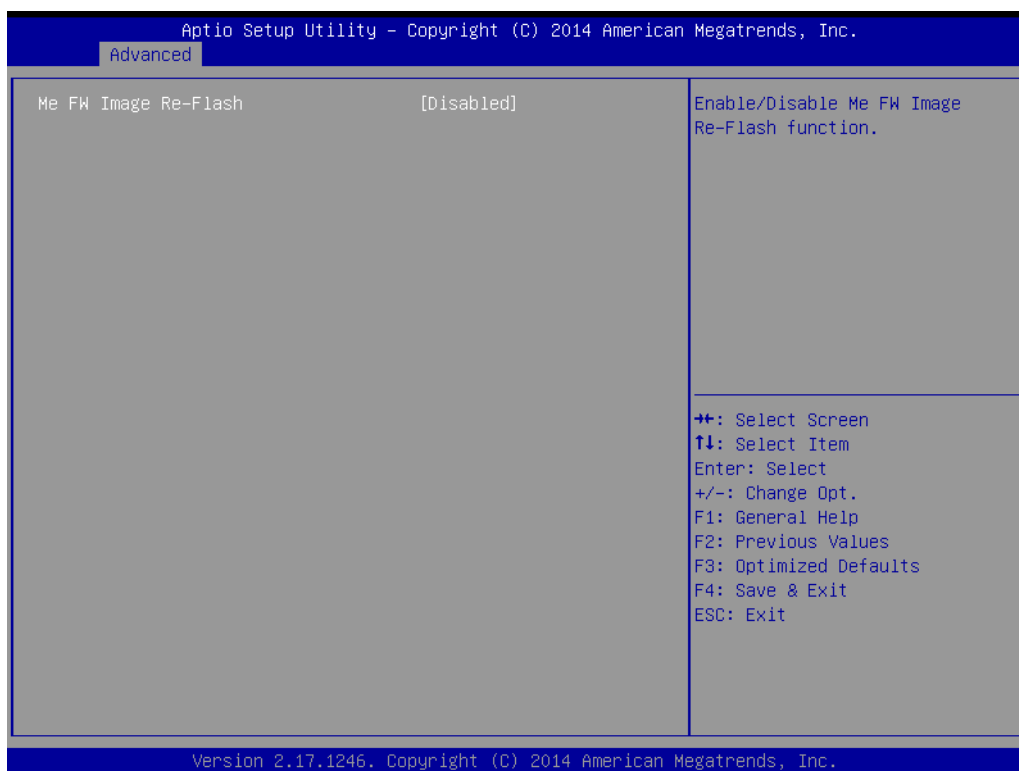 Aptio Setup Utility – Copyright (C) 2014 American Megatrends, Inc.
Advanced
Me FW Image Re-Flash [Disabled]
Enable/Disable Me FW Image
Re-Flash function.
→←: Select Screen
↑↓: Select Item
Enter: Select
+/-: Change Opt.
F1: General Help
F2: Previous Values
F3: Optimized Defaults
F4: Save & Exit
ESC: Exit
Version 2.17.1246. Copyright (C) 2014 American Megatrends, Inc.